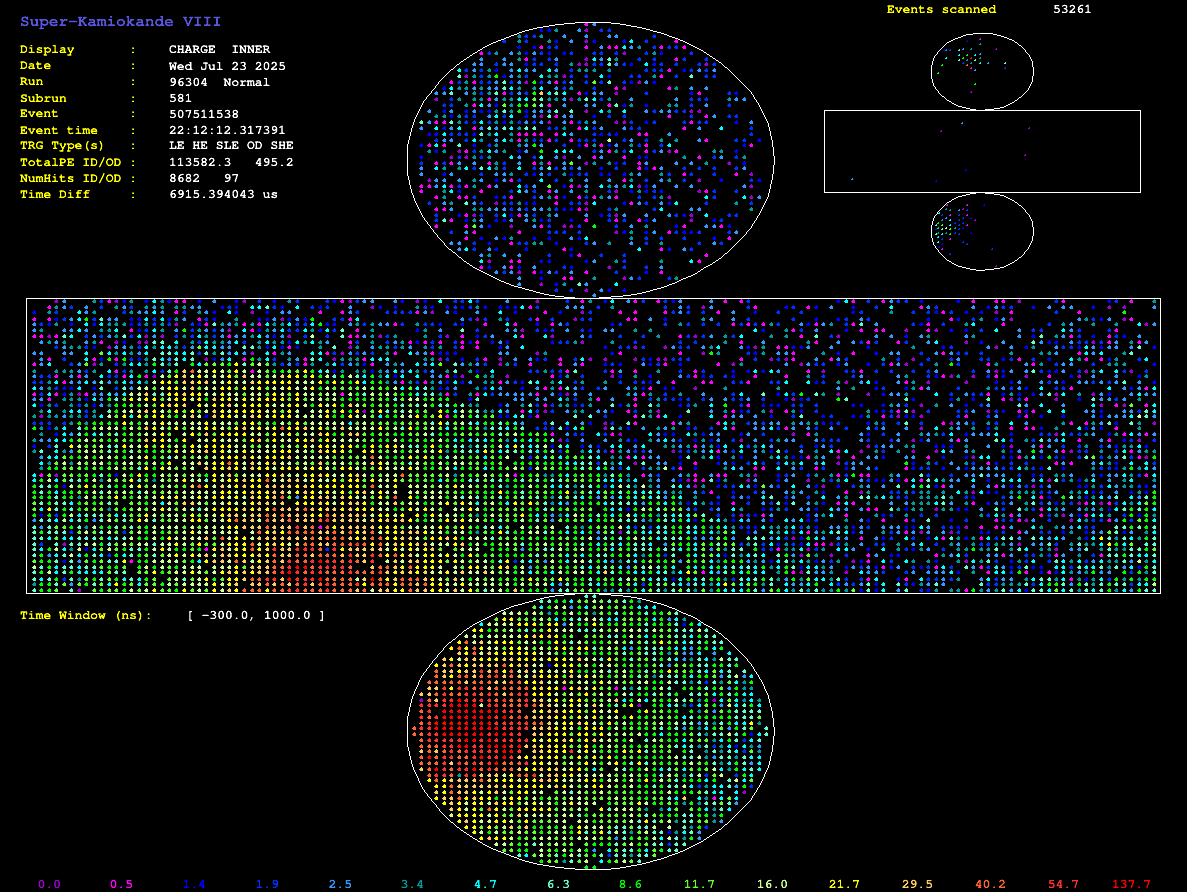 Super-Kamiokande VIII
Display : CHARGE INNER
Date : Wed Jul 23 2025
Run : 96304 Normal
Subrun : 581
Event : 507511538
Event time : 22:12:12.317391
TRG Type(s) : LE HE SLE OD SHE
TotalPE ID/OD : 113582.3 495.2
NumHits ID/OD : 8682 97
Time Diff : 6915.394043 us
Events scanned 53261
Time Window (ns): [ -300.0, 1000.0 ]
0.0 0.5 1.4 1.9 2.5 3.4 4.7 6.3 8.6 11.7 16.0 21.7 29.5 40.2 54.7 137.7